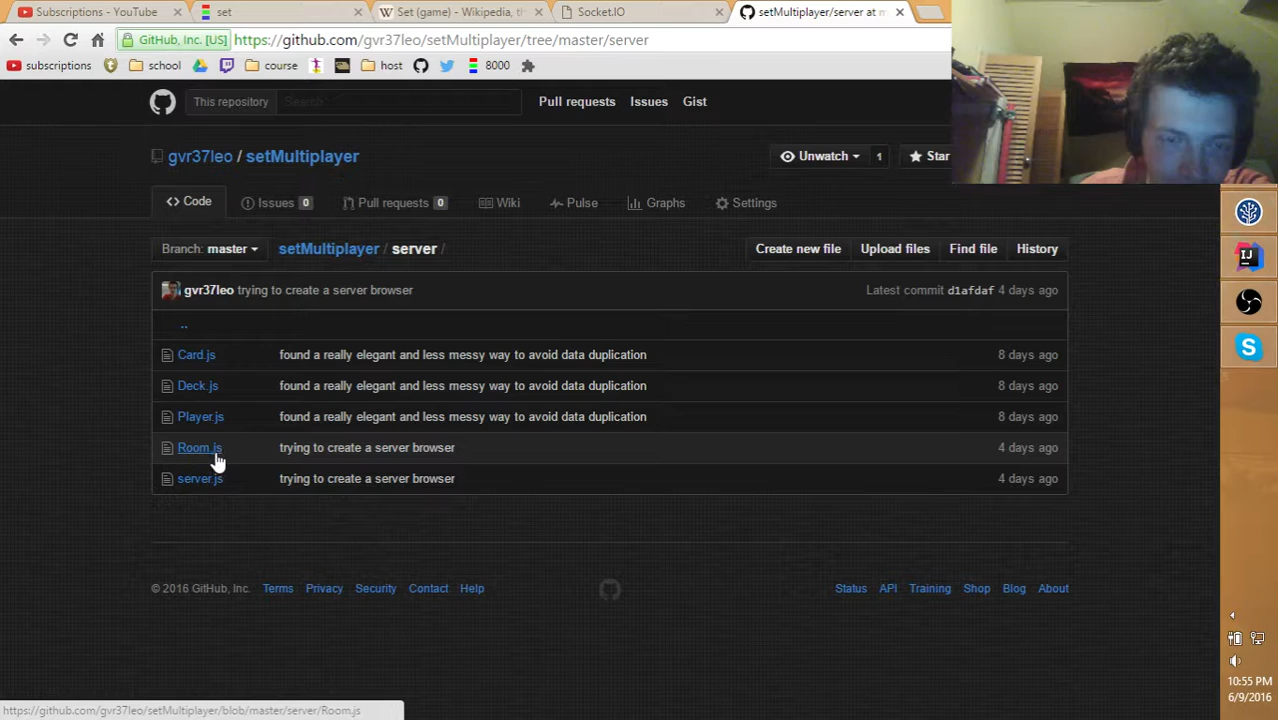 Subscriptions - YouTube
set
Set (game) - Wikipedia, th
Socket.IO
setMultiplayer/server at m
GitHub, Inc. [US]
https://github.com/gvr37leo/setMultiplayer/tree/master/server
subscriptions
school
course
host
8000
This repository
Search
Pull requests
Issues
Gist
gvr37leo / setMultiplayer
Unwatch
1
Star
Code
Issues 0
Pull requests 0
Wiki
Pulse
Graphs
Settings
Branch: master
setMultiplayer / server /
Create new file
Upload files
Find file
History
gvr37leo trying to create a server browser
Latest commit d1afdaf 4 days ago
..
Card.js found a really elegant and less messy way to avoid data duplication 8 days ago
Deck.js found a really elegant and less messy way to avoid data duplication 8 days ago
Player.js found a really elegant and less messy way to avoid data duplication 8 days ago
Room.js trying to create a server browser 4 days ago
server.js trying to create a server browser 4 days ago
© 2016 GitHub, Inc. Terms Privacy Security Contact Help
Status API Training Shop Blog About
https://github.com/gvr37leo/setMultiplayer/blob/master/server/Room.js
IJ
10:55 PM
6/9/2016